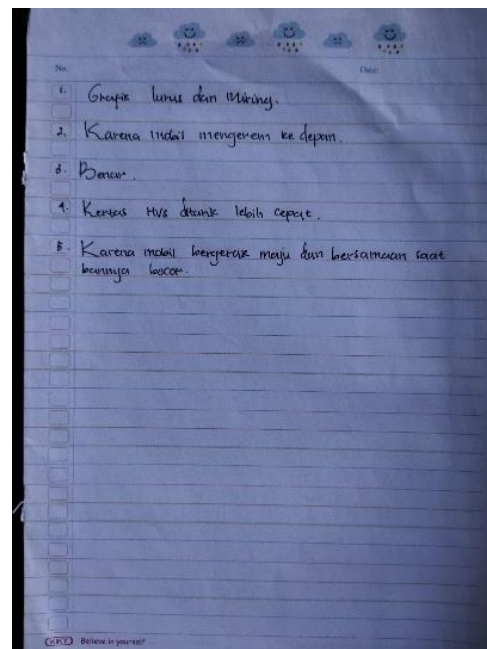 No:
Date:
1. Grafik lurus dan miring.
2. Karena mobil mengerem ke depan.
3. Benar.
4. Kertas HVS ditarik lebih cepat.
5. Karena mobil bergerak maju dan bersamaan saat
bannya bocor.
KIKY Believe in yourself